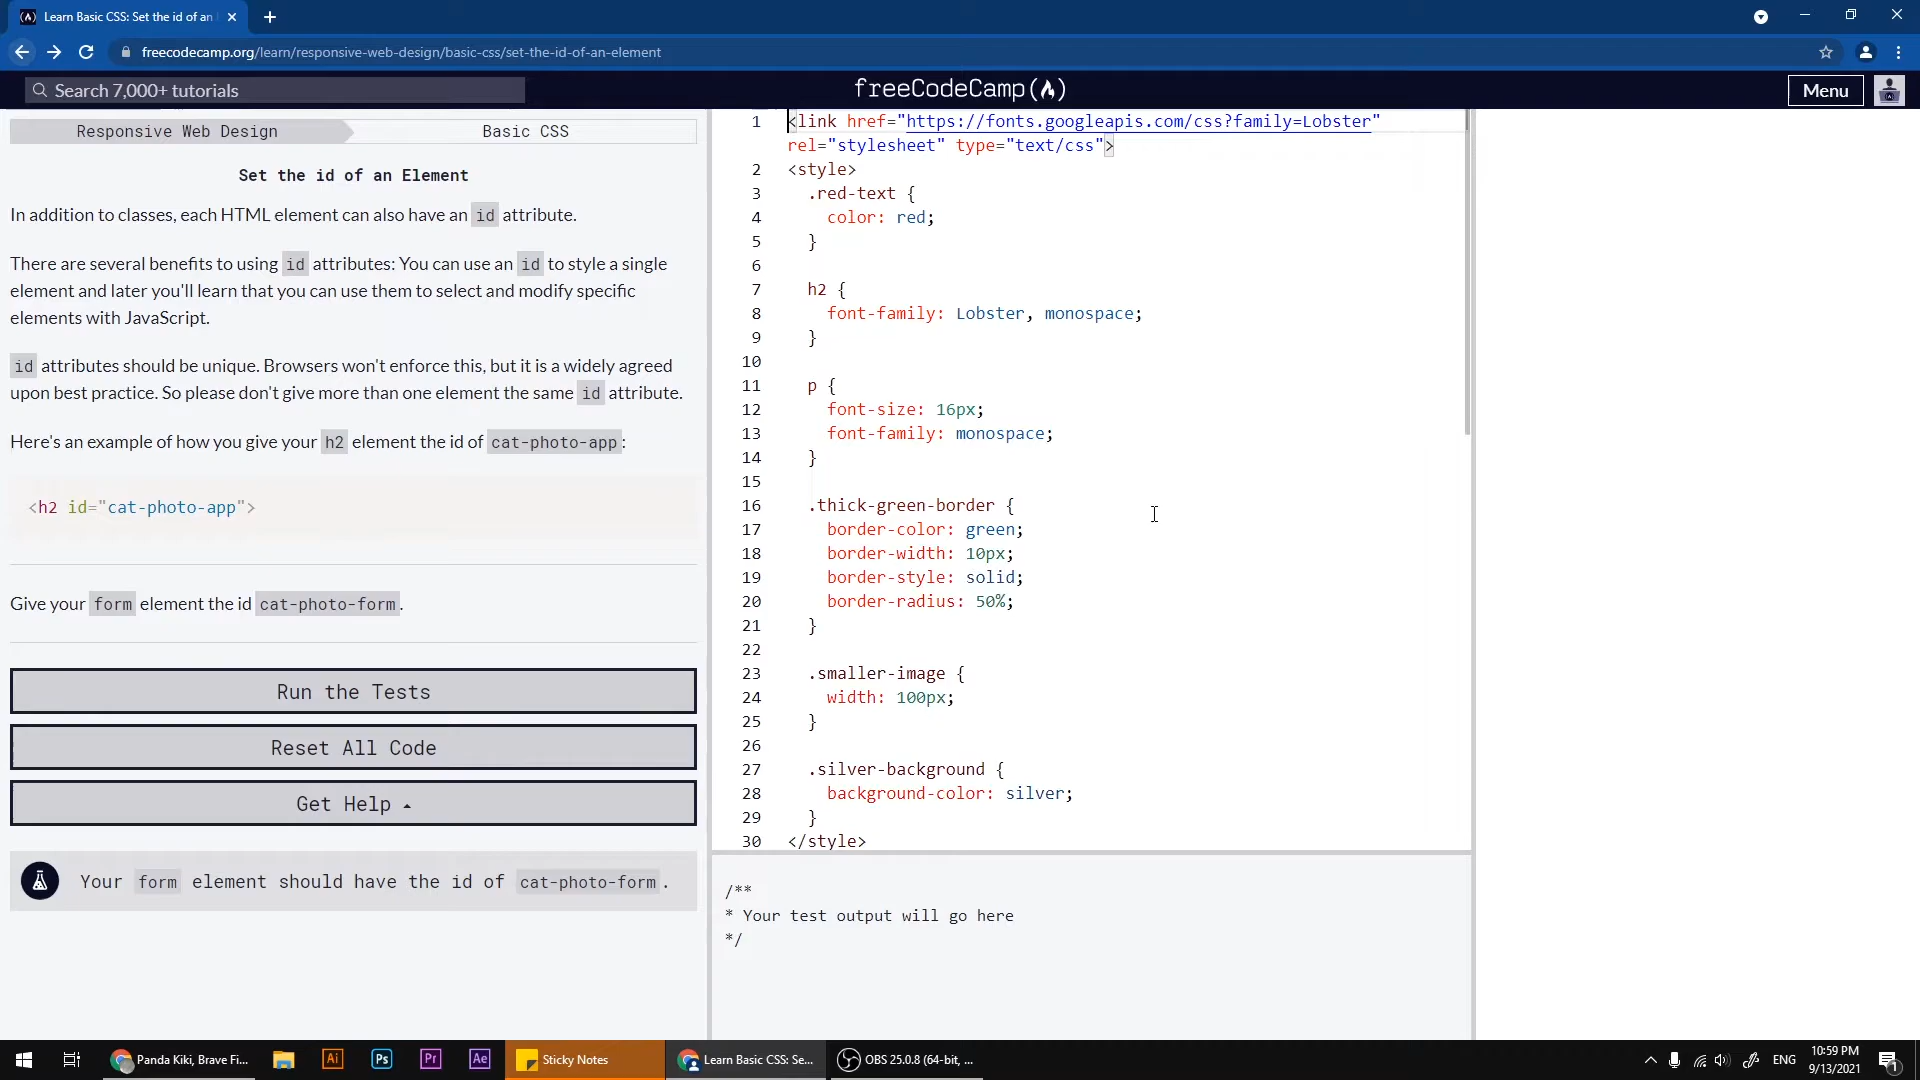 Learn Basic CSS: Set the id of an
freecodecamp.org/learn/responsive-web-design/basic-css/set-the-id-of-an-element
Search 7,000+ tutorials
freeCodeCamp
Menu
Responsive Web Design
Basic CSS
Set the id of an Element
In addition to classes, each HTML element can also have an id attribute.
There are several benefits to using id attributes: You can use an id to style a single
element and later you'll learn that you can use them to select and modify specific
elements with JavaScript.
id attributes should be unique. Browsers won't enforce this, but it is a widely agreed
upon best practice. So please don't give more than one element the same id attribute.
Here's an example of how you give your h2 element the id of cat-photo-app:
<h2 id="cat-photo-app">
Give your form element the id cat-photo-form.
Run the Tests
Reset All Code
Get Help
Your form element should have the id of cat-photo-form.
1 <link href="https://fonts.googleapis.com/css?family=Lobster"
rel="stylesheet" type="text/css">
2 <style>
3 .red-text {
4 color: red;
5 }
6
7 h2 {
8 font-family: Lobster, monospace;
9 }
10
11 p {
12 font-size: 16px;
13 font-family: monospace;
14 }
15
16 .thick-green-border {
17 border-color: green;
18 border-width: 10px;
19 border-style: solid;
20 border-radius: 50%;
21 }
22
23 .smaller-image {
24 width: 100px;
25 }
26
27 .silver-background {
28 background-color: silver;
29 }
30 </style>
/**
* Your test output will go here
*/
Panda Kiki, Brave Fi...
Ai
Ps
Pr
Ae
Sticky Notes
Learn Basic CSS: Se...
OBS 25.0.8 (64-bit, ...
ENG
10:59 PM
9/13/2021
1